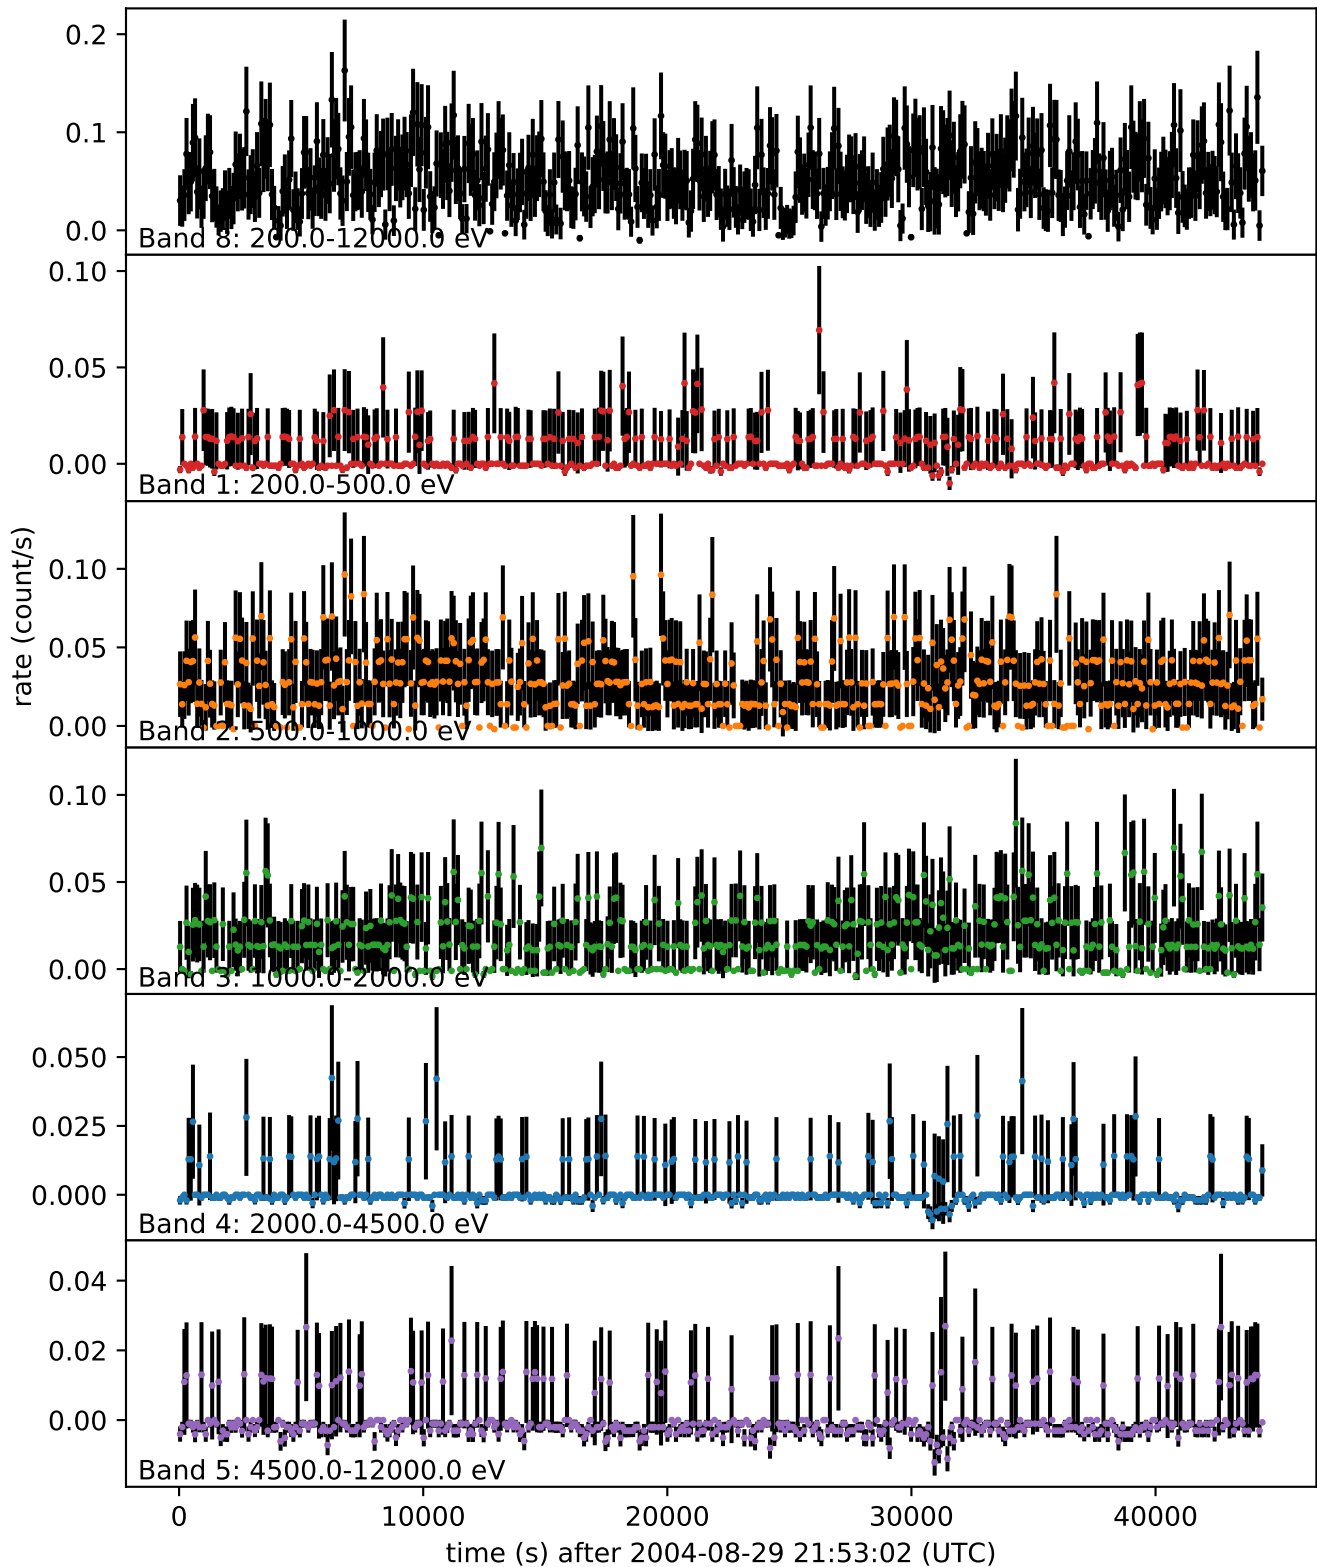 0.2
0.1
0.0
Band 8: 200.0-12000.0 eV
0.10
0.05
0.00
Band 1: 200.0-500.0 eV
rate (count/s)
0.10
0.05
0.00
Band 2: 500.0-1000.0 eV
0.10
0.05
0.00
Band 3: 1000.0-2000.0 eV
0.050
0.025
0.000
Band 4: 2000.0-4500.0 eV
0.04
0.02
0.00
Band 5: 4500.0-12000.0 eV
0 10000 20000 30000 40000
time (s) after 2004-08-29 21:53:02 (UTC)